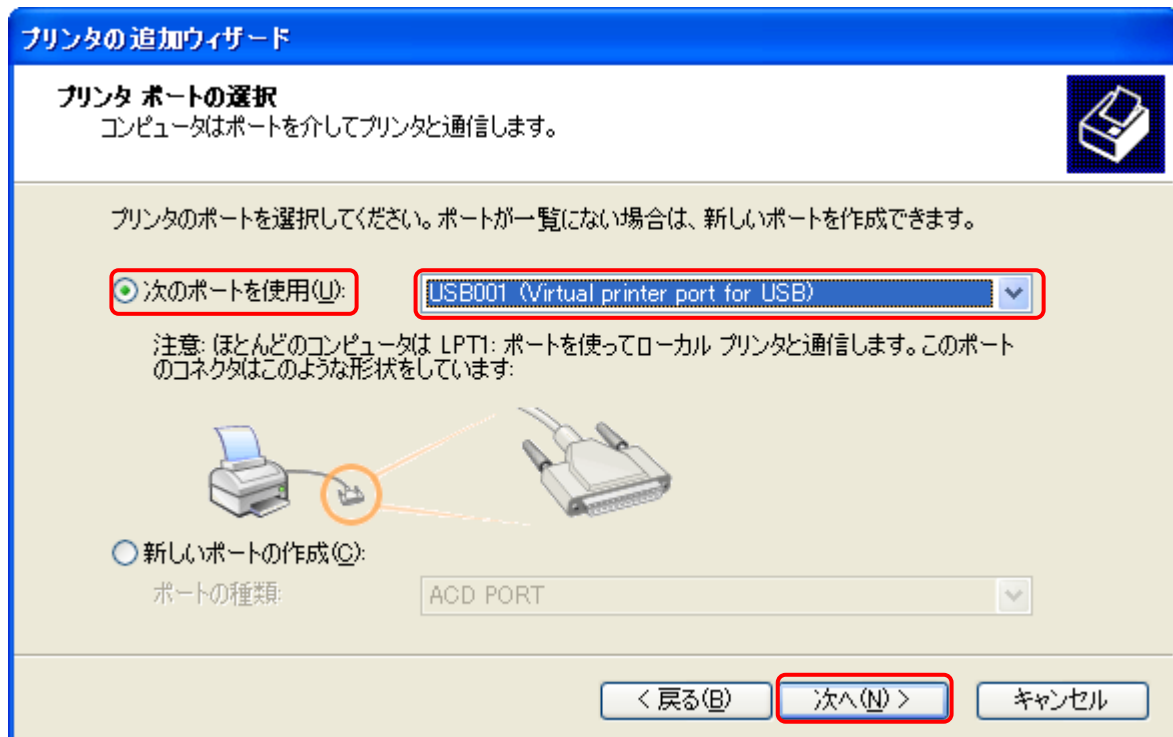 プリンタの追加ウィザード
プリンタ ポートの選択
コンピュータはポートを介してプリンタと通信します。
プリンタのポートを選択してください。ポートが一覧にない場合は、新しいポートを作成できます。
次のポートを使用(U): USB001 (Virtual printer port for USB)
注意: ほとんどのコンピュータは LPT1: ポートを使ってローカル プリンタと通信します。このポート
のコネクタはこのような形状をしています:
新しいポートの作成(C):
ポートの種類: ACD PORT
< 戻る(B) 次へ(N) > キャンセル